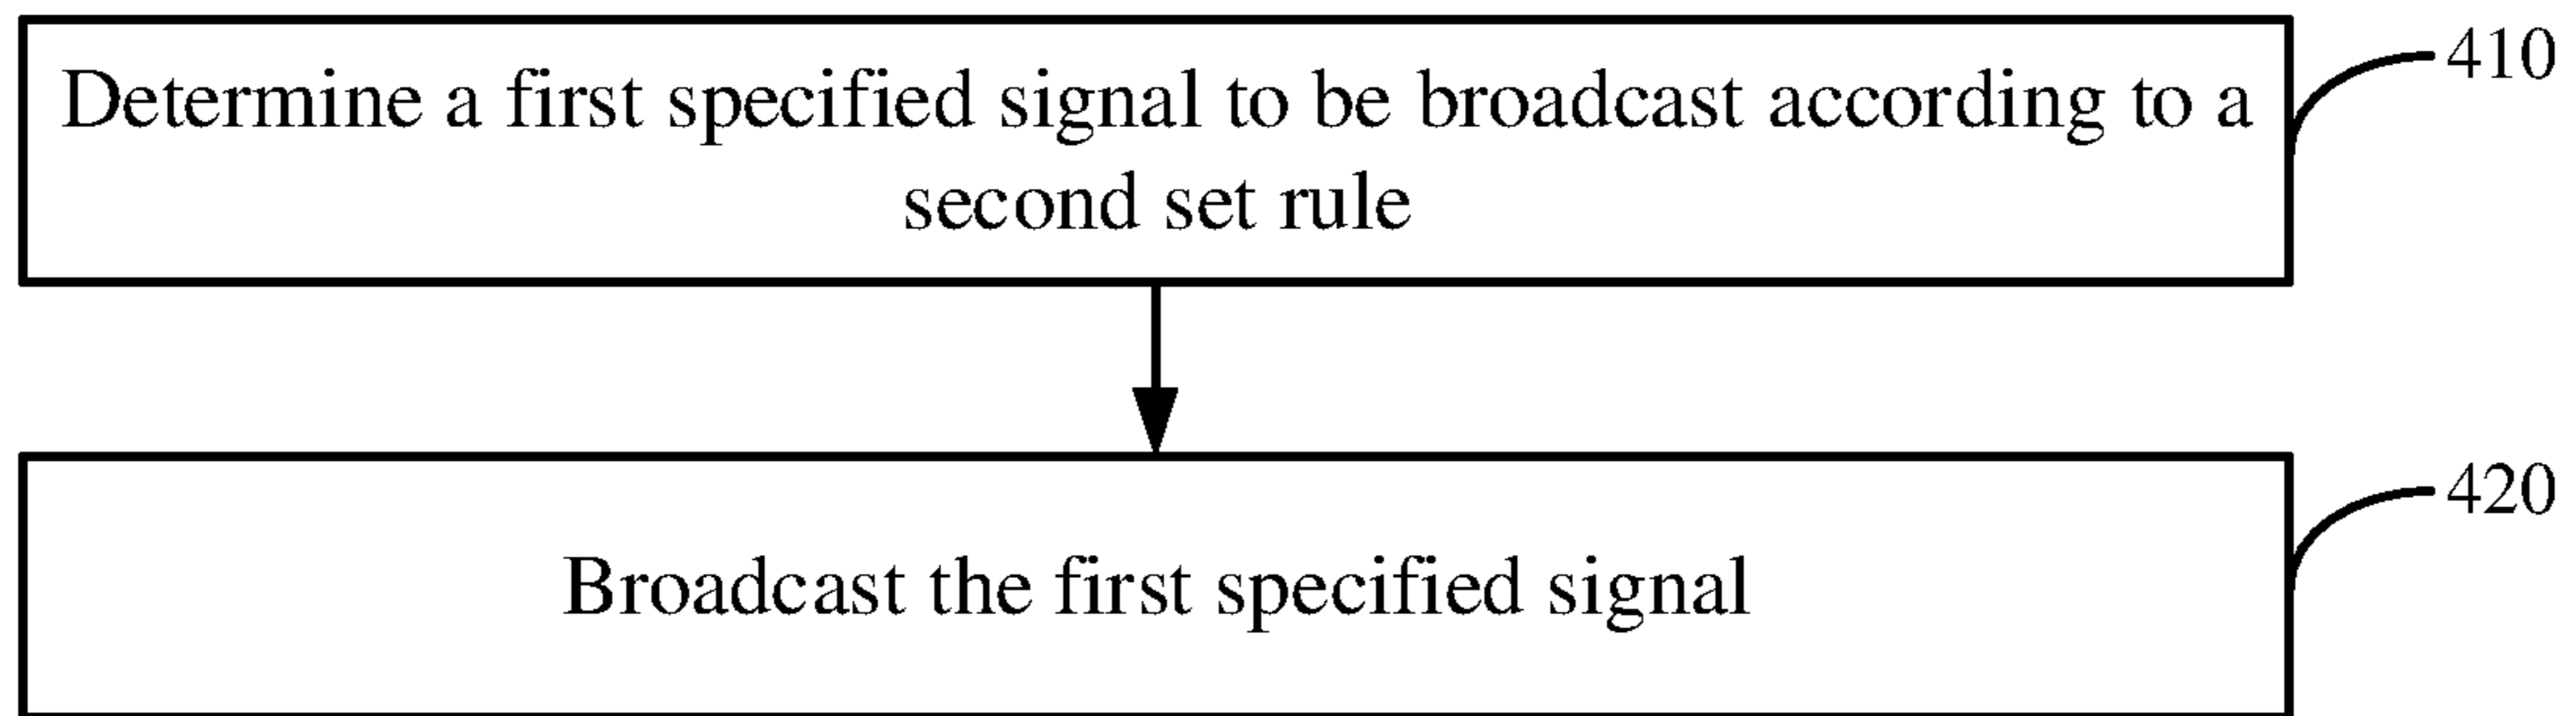 Determine a first specified signal to be broadcast according to a
second set rule
410
Broadcast the first specified signal
420